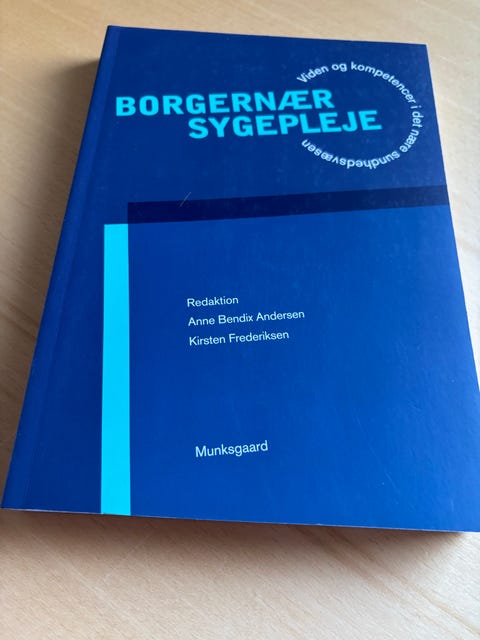 BORGERNÆR
SYGEPLEJE
Viden og kompetencer i det nære sundhedsvæsen
Redaktion
Anne Bendix Andersen
Kirsten Frederiksen
Munksgaard